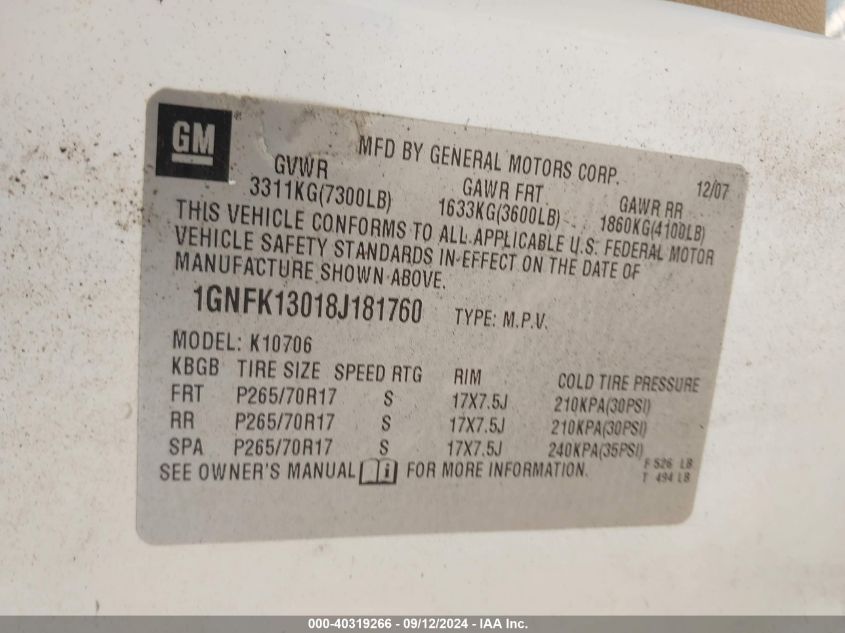 GM
MFD BY GENERAL MOTORS CORP. 12/07
GVWR GAWR FRT GAWR RR
3311KG(7300LB) 1633KG(3600LB) 1860KG(4100LB)
THIS VEHICLE CONFORMS TO ALL APPLICABLE U.S. FEDERAL MOTOR
VEHICLE SAFETY STANDARDS IN EFFECT ON THE DATE OF
MANUFACTURE SHOWN ABOVE.
1GNFK13018J181760 TYPE: M.P.V.
MODEL: K10706
KBGB TIRE SIZE SPEED RTG RIM COLD TIRE PRESSURE
FRT P265/70R17 S 17X7.5J 210KPA(30PSI)
RR P265/70R17 S 17X7.5J 210KPA(30PSI)
SPA P265/70R17 S 17X7.5J 240KPA(35PSI)
SEE OWNER'S MANUAL i FOR MORE INFORMATION.
F 526 LB
T 494 LB
000-40319266 - 09/12/2024 - IAA Inc.